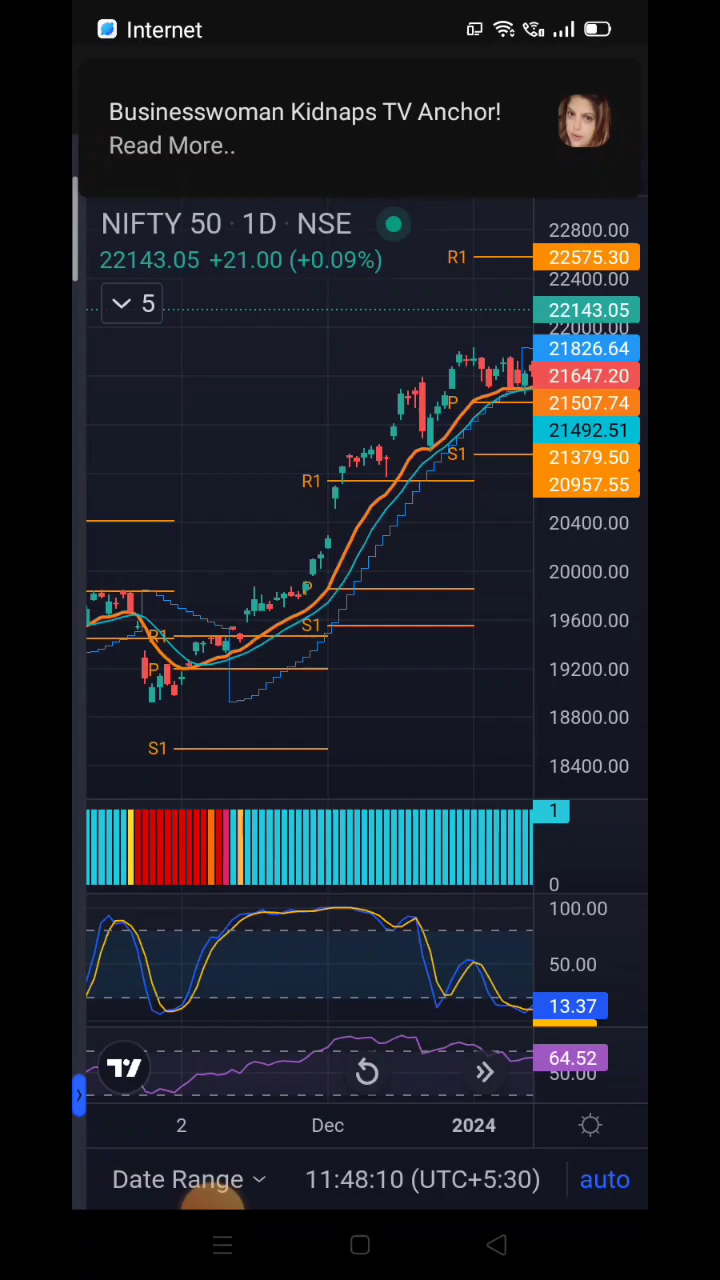 Internet
Businesswoman Kidnaps TV Anchor!
Read More..
NIFTY 50 · 1D · NSE
22143.05 +21.00 (+0.09%)
5
22800.00
R1
22575.30
22400.00
22143.05
22000.00
21826.64
21647.20
P
21507.74
21492.51
S1
21379.50
R1
20957.55
20400.00
20000.00
P
S1
19600.00
R1
P
19200.00
18800.00
S1
18400.00
1
0
100.00
50.00
13.37
64.52
50.00
2
Dec
2024
Date Range
11:48:10 (UTC+5:30)
auto